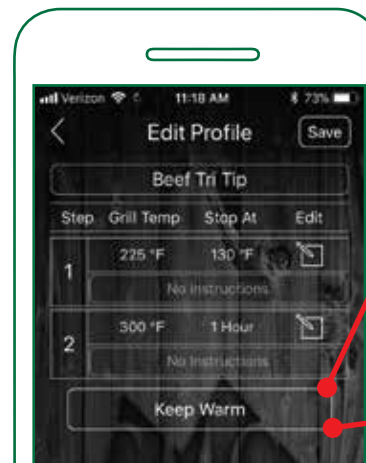 Verizon 11:18 AM 73%
Edit Profile Save
Beef Tri Tip
Step Grill Temp Stop At Edit
1 225 °F 130 °F
No Instructions
2 300 °F 1 Hour
No Instructions
Keep Warm